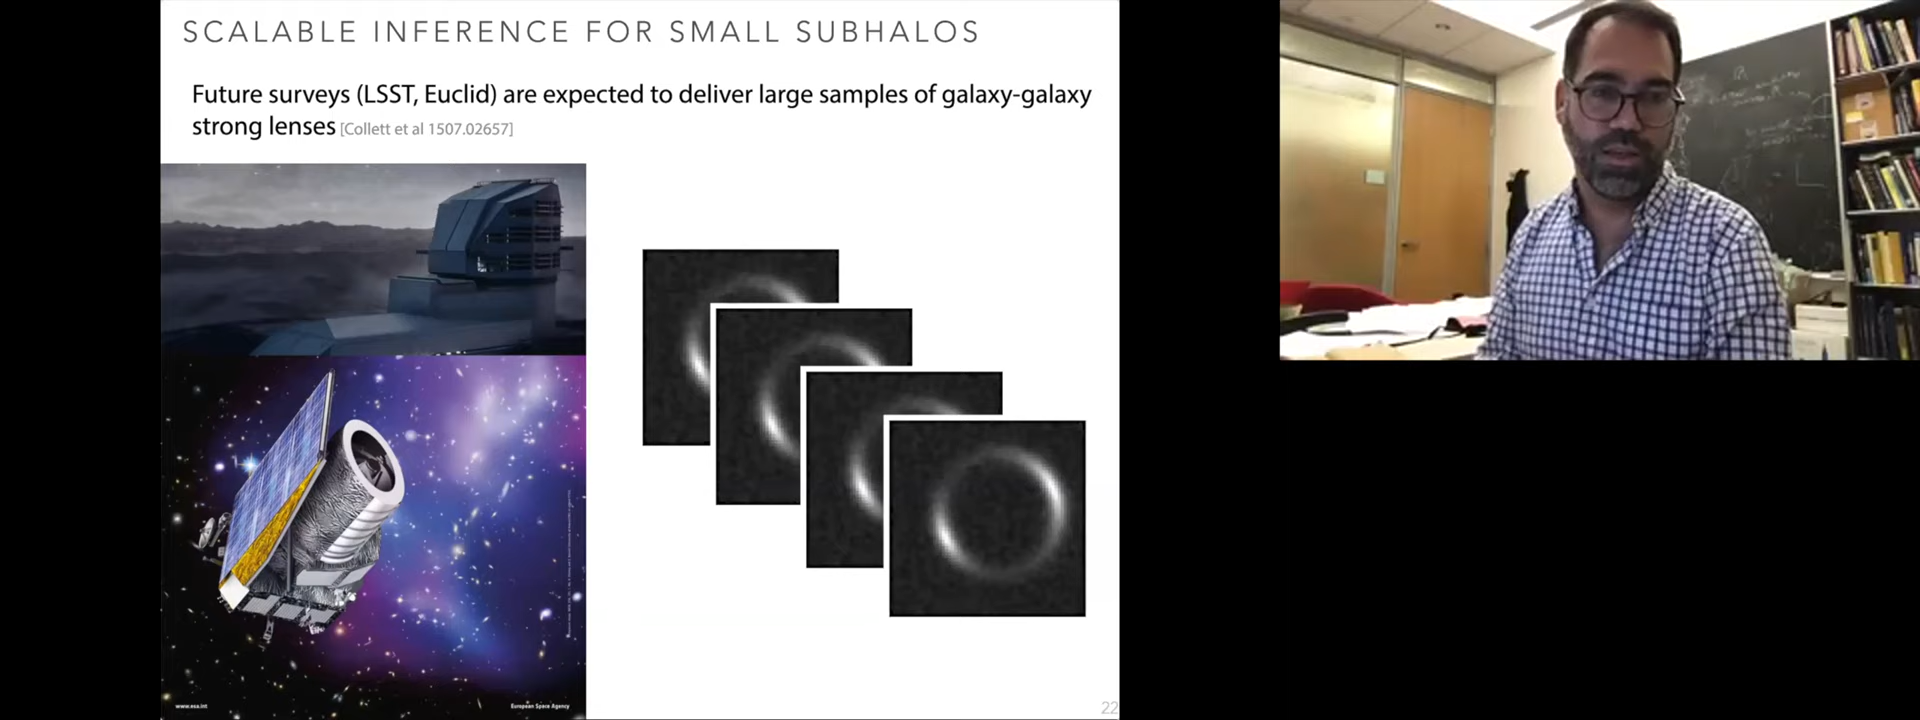 SCALABLE INFERENCE FOR SMALL SUBHALOS
Future surveys (LSST, Euclid) are expected to deliver large samples of galaxy-galaxy
strong lenses [Collett et al 1507.02657]
www.esa.int
European Space Agency
22